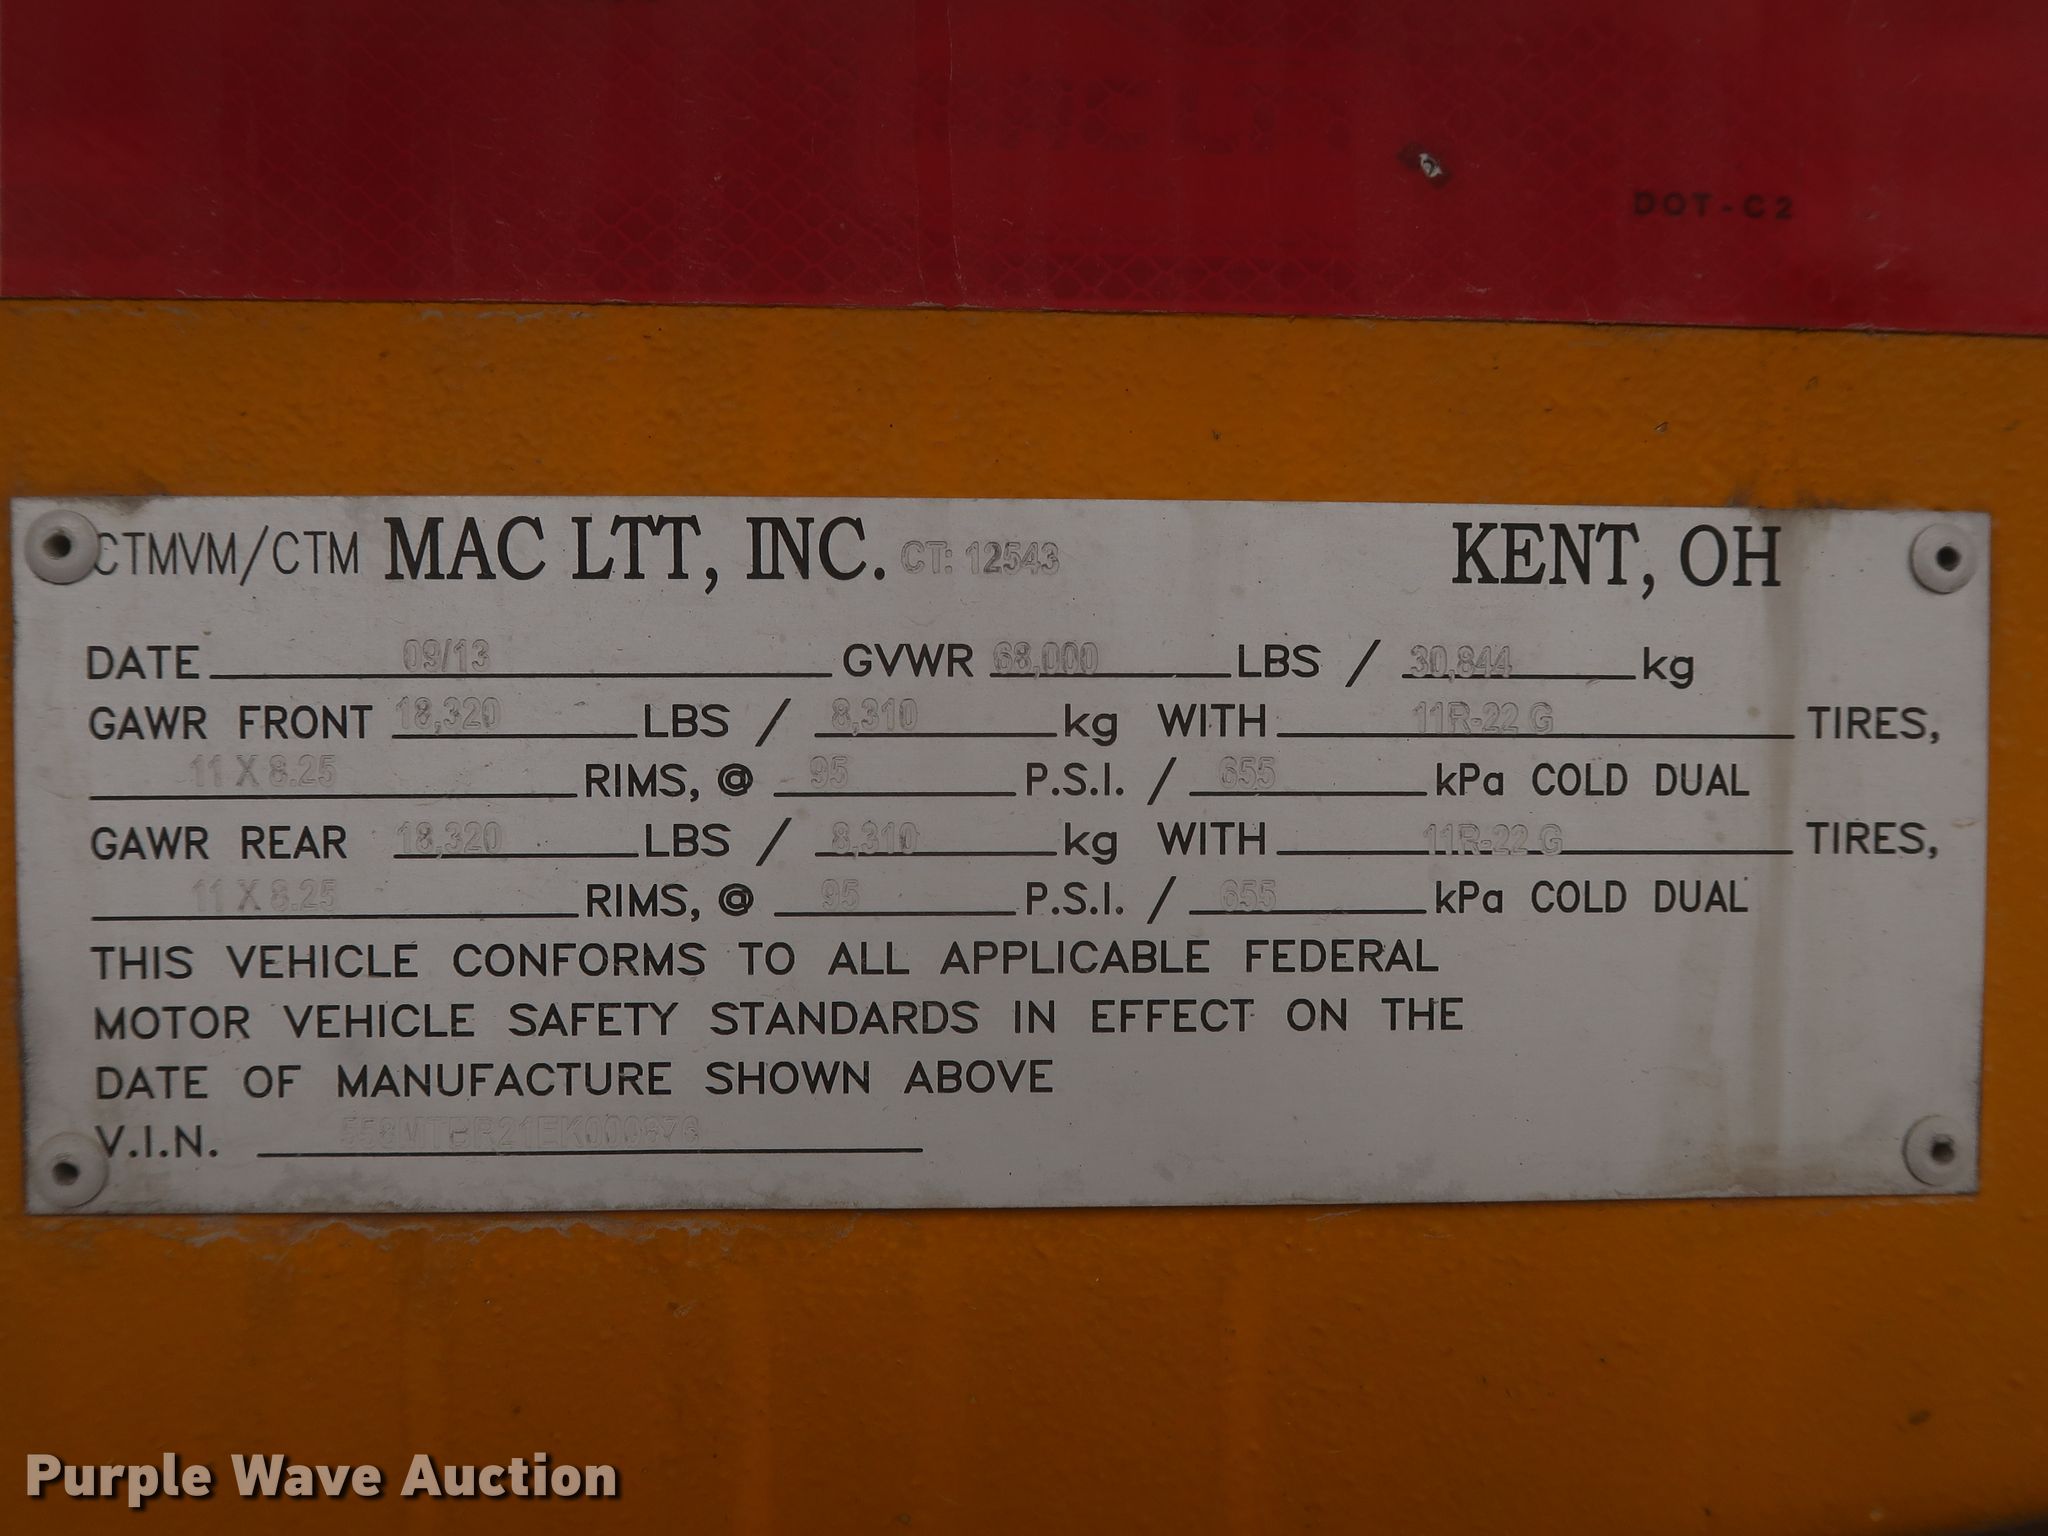 DOT-C2
CTMVM/CTM MAC LTT, INC. CT: 12543 KENT, OH
DATE 09/13 GVWR 68,000 LBS / 30,844 kg
GAWR FRONT 18,320 LBS / 8,310 kg WITH 11R-22 G TIRES,
11 X 8.25 RIMS, @ 95 P.S.I. / 655 kPa COLD DUAL
GAWR REAR 18,320 LBS / 8,310 kg WITH 11R-22 G TIRES,
11 X 8.25 RIMS, @ 95 P.S.I. / 655 kPa COLD DUAL
THIS VEHICLE CONFORMS TO ALL APPLICABLE FEDERAL
MOTOR VEHICLE SAFETY STANDARDS IN EFFECT ON THE
DATE OF MANUFACTURE SHOWN ABOVE
V.I.N.
Purple Wave Auction